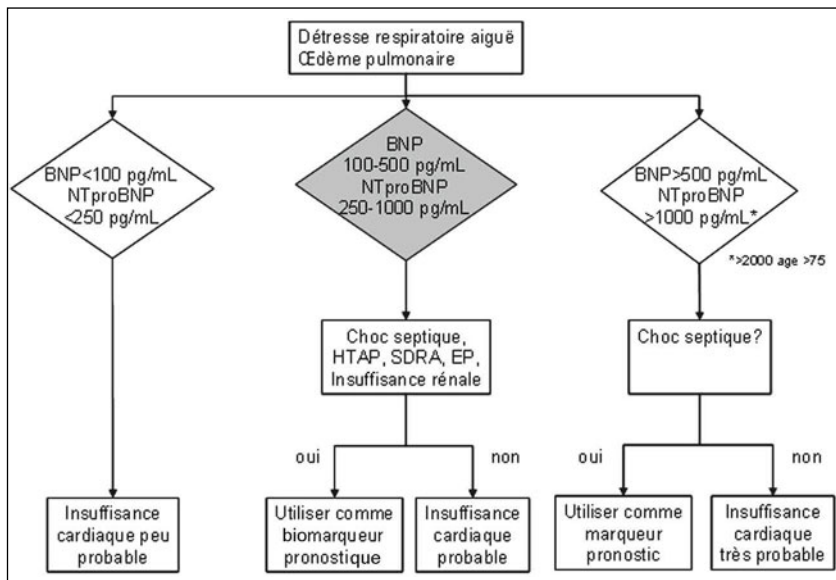 Détresse respiratoire aiguë
Œdème pulmonaire
BNP<100 pg/mL
NTproBNP
<250 pg/mL
BNP
100-500 pg/mL
NTproBNP
250-1000 pg/mL
BNP>500 pg/mL
NTproBNP
>1000 pg/mL*
*>2000 age >75
Choc septique,
HTAP, SDRA, EP,
Insuffisance rénale
Choc septique?
oui
non
oui
non
Insuffisance
cardiaque peu
probable
Utiliser comme
biomarqueur
pronostique
Insuffisance
cardiaque
probable
Utiliser comme
marqueur
pronostic
Insuffisance
cardiaque
très probable